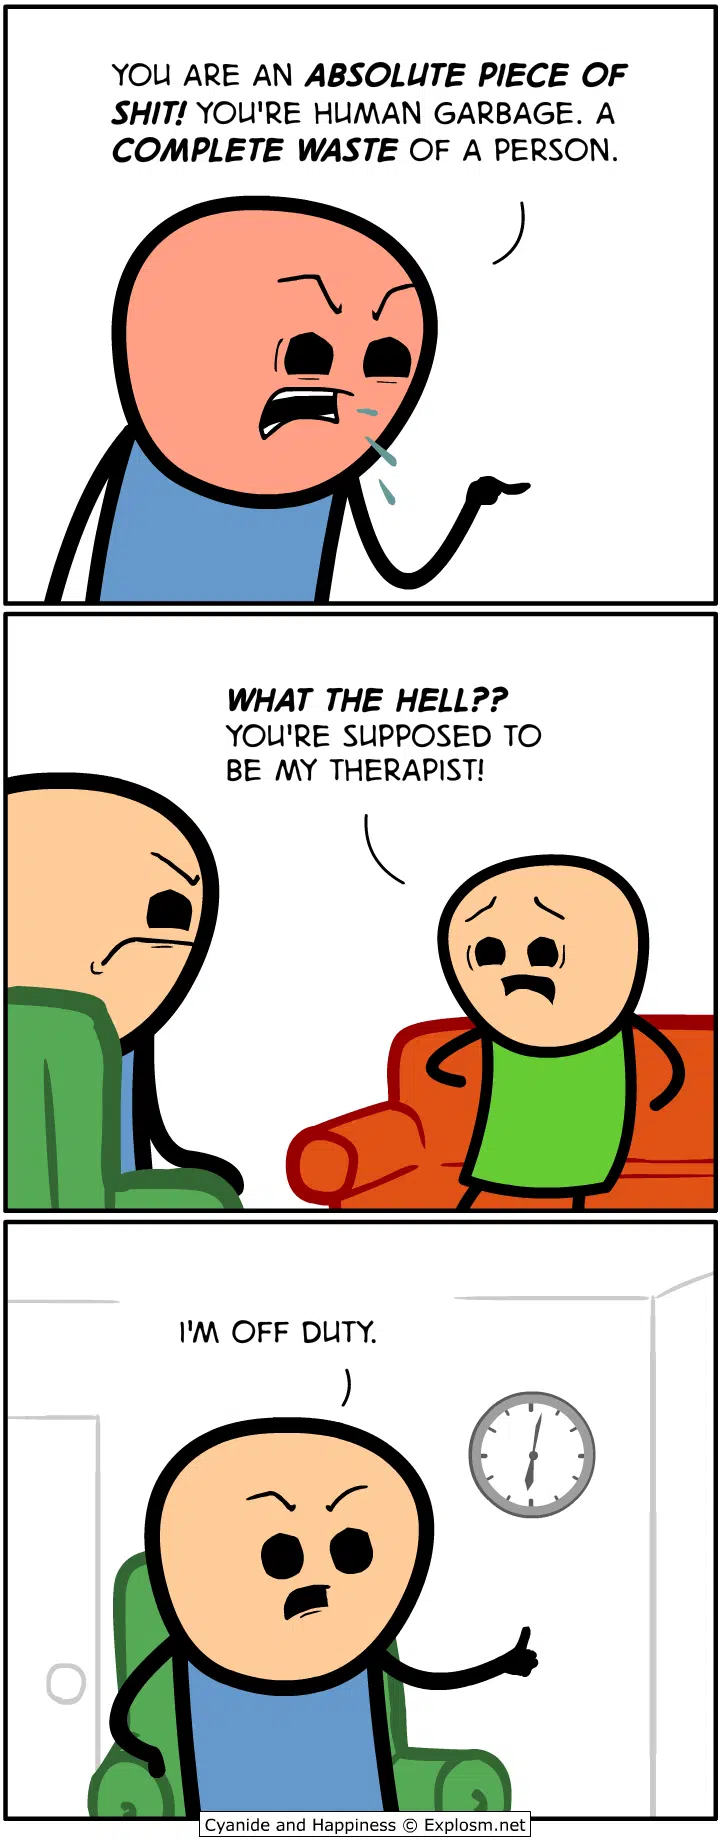 YOU ARE AN ABSOLUTE PIECE OF
SHIT! YOU'RE HUMAN GARBAGE. A
COMPLETE WASTE OF A PERSON.
WHAT THE HELL??
YOU'RE SUPPOSED TO
BE MY THERAPIST!
I'M OFF DUTY.
Cyanide and Happiness © Explosm.net